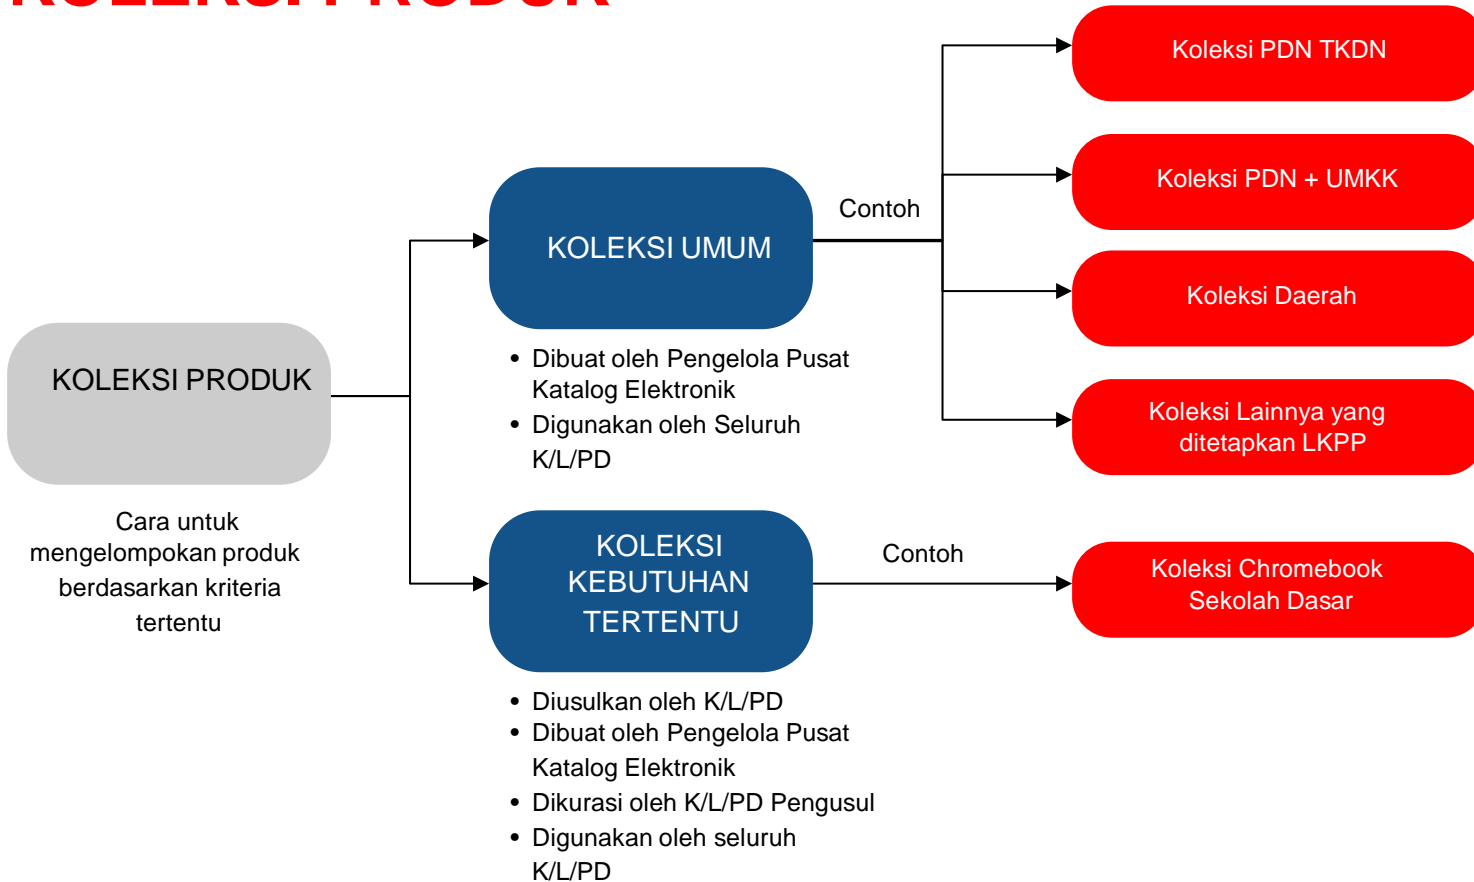 KOLEKSI PRODUK
KOLEKSI PRODUK
Cara untuk
mengelompokan produk
berdasarkan kriteria
tertentu
KOLEKSI UMUM
• Dibuat oleh Pengelola Pusat
Katalog Elektronik
• Digunakan oleh Seluruh
K/L/PD
Contoh
Koleksi PDN TKDN
Koleksi PDN + UMKK
Koleksi Daerah
Koleksi Lainnya yang
ditetapkan LKPP
KOLEKSI
KEBUTUHAN
TERTENTU
• Diusulkan oleh K/L/PD
• Dibuat oleh Pengelola Pusat
Katalog Elektronik
• Dikurasi oleh K/L/PD Pengusul
• Digunakan oleh seluruh
K/L/PD
Contoh
Koleksi Chromebook
Sekolah Dasar